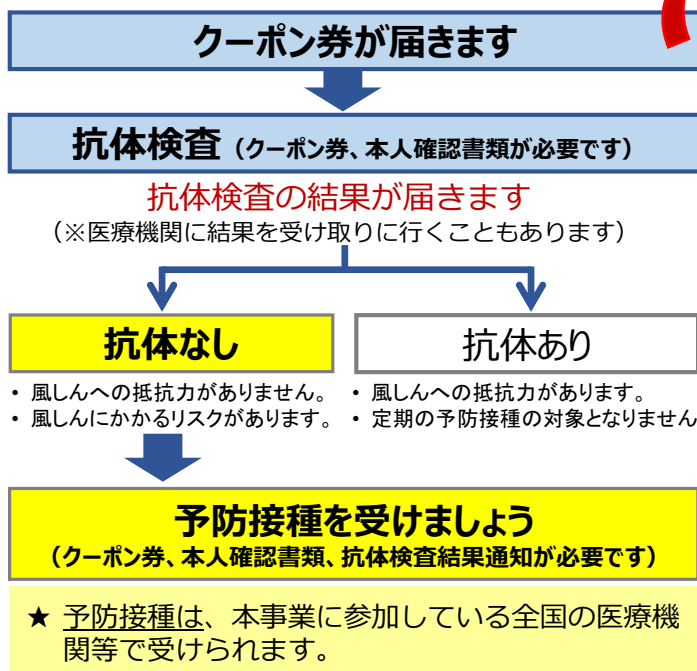 クーポン券が届きます
抗体検査（クーポン券、本人確認書類が必要です）
抗体検査の結果が届きます
（※医療機関に結果を受け取りに行くこともあります）
抗体なし
・ 風しんへの抵抗力がありません。
・ 風しんにかかるリスクがあります。
抗体あり
・ 風しんへの抵抗力があります。
・ 定期の予防接種の対象となりません
予防接種を受けましょう
（クーポン券、本人確認書類、抗体検査結果通知が必要です）
★ 予防接種は、本事業に参加している全国の医療機
関等で受けられます。